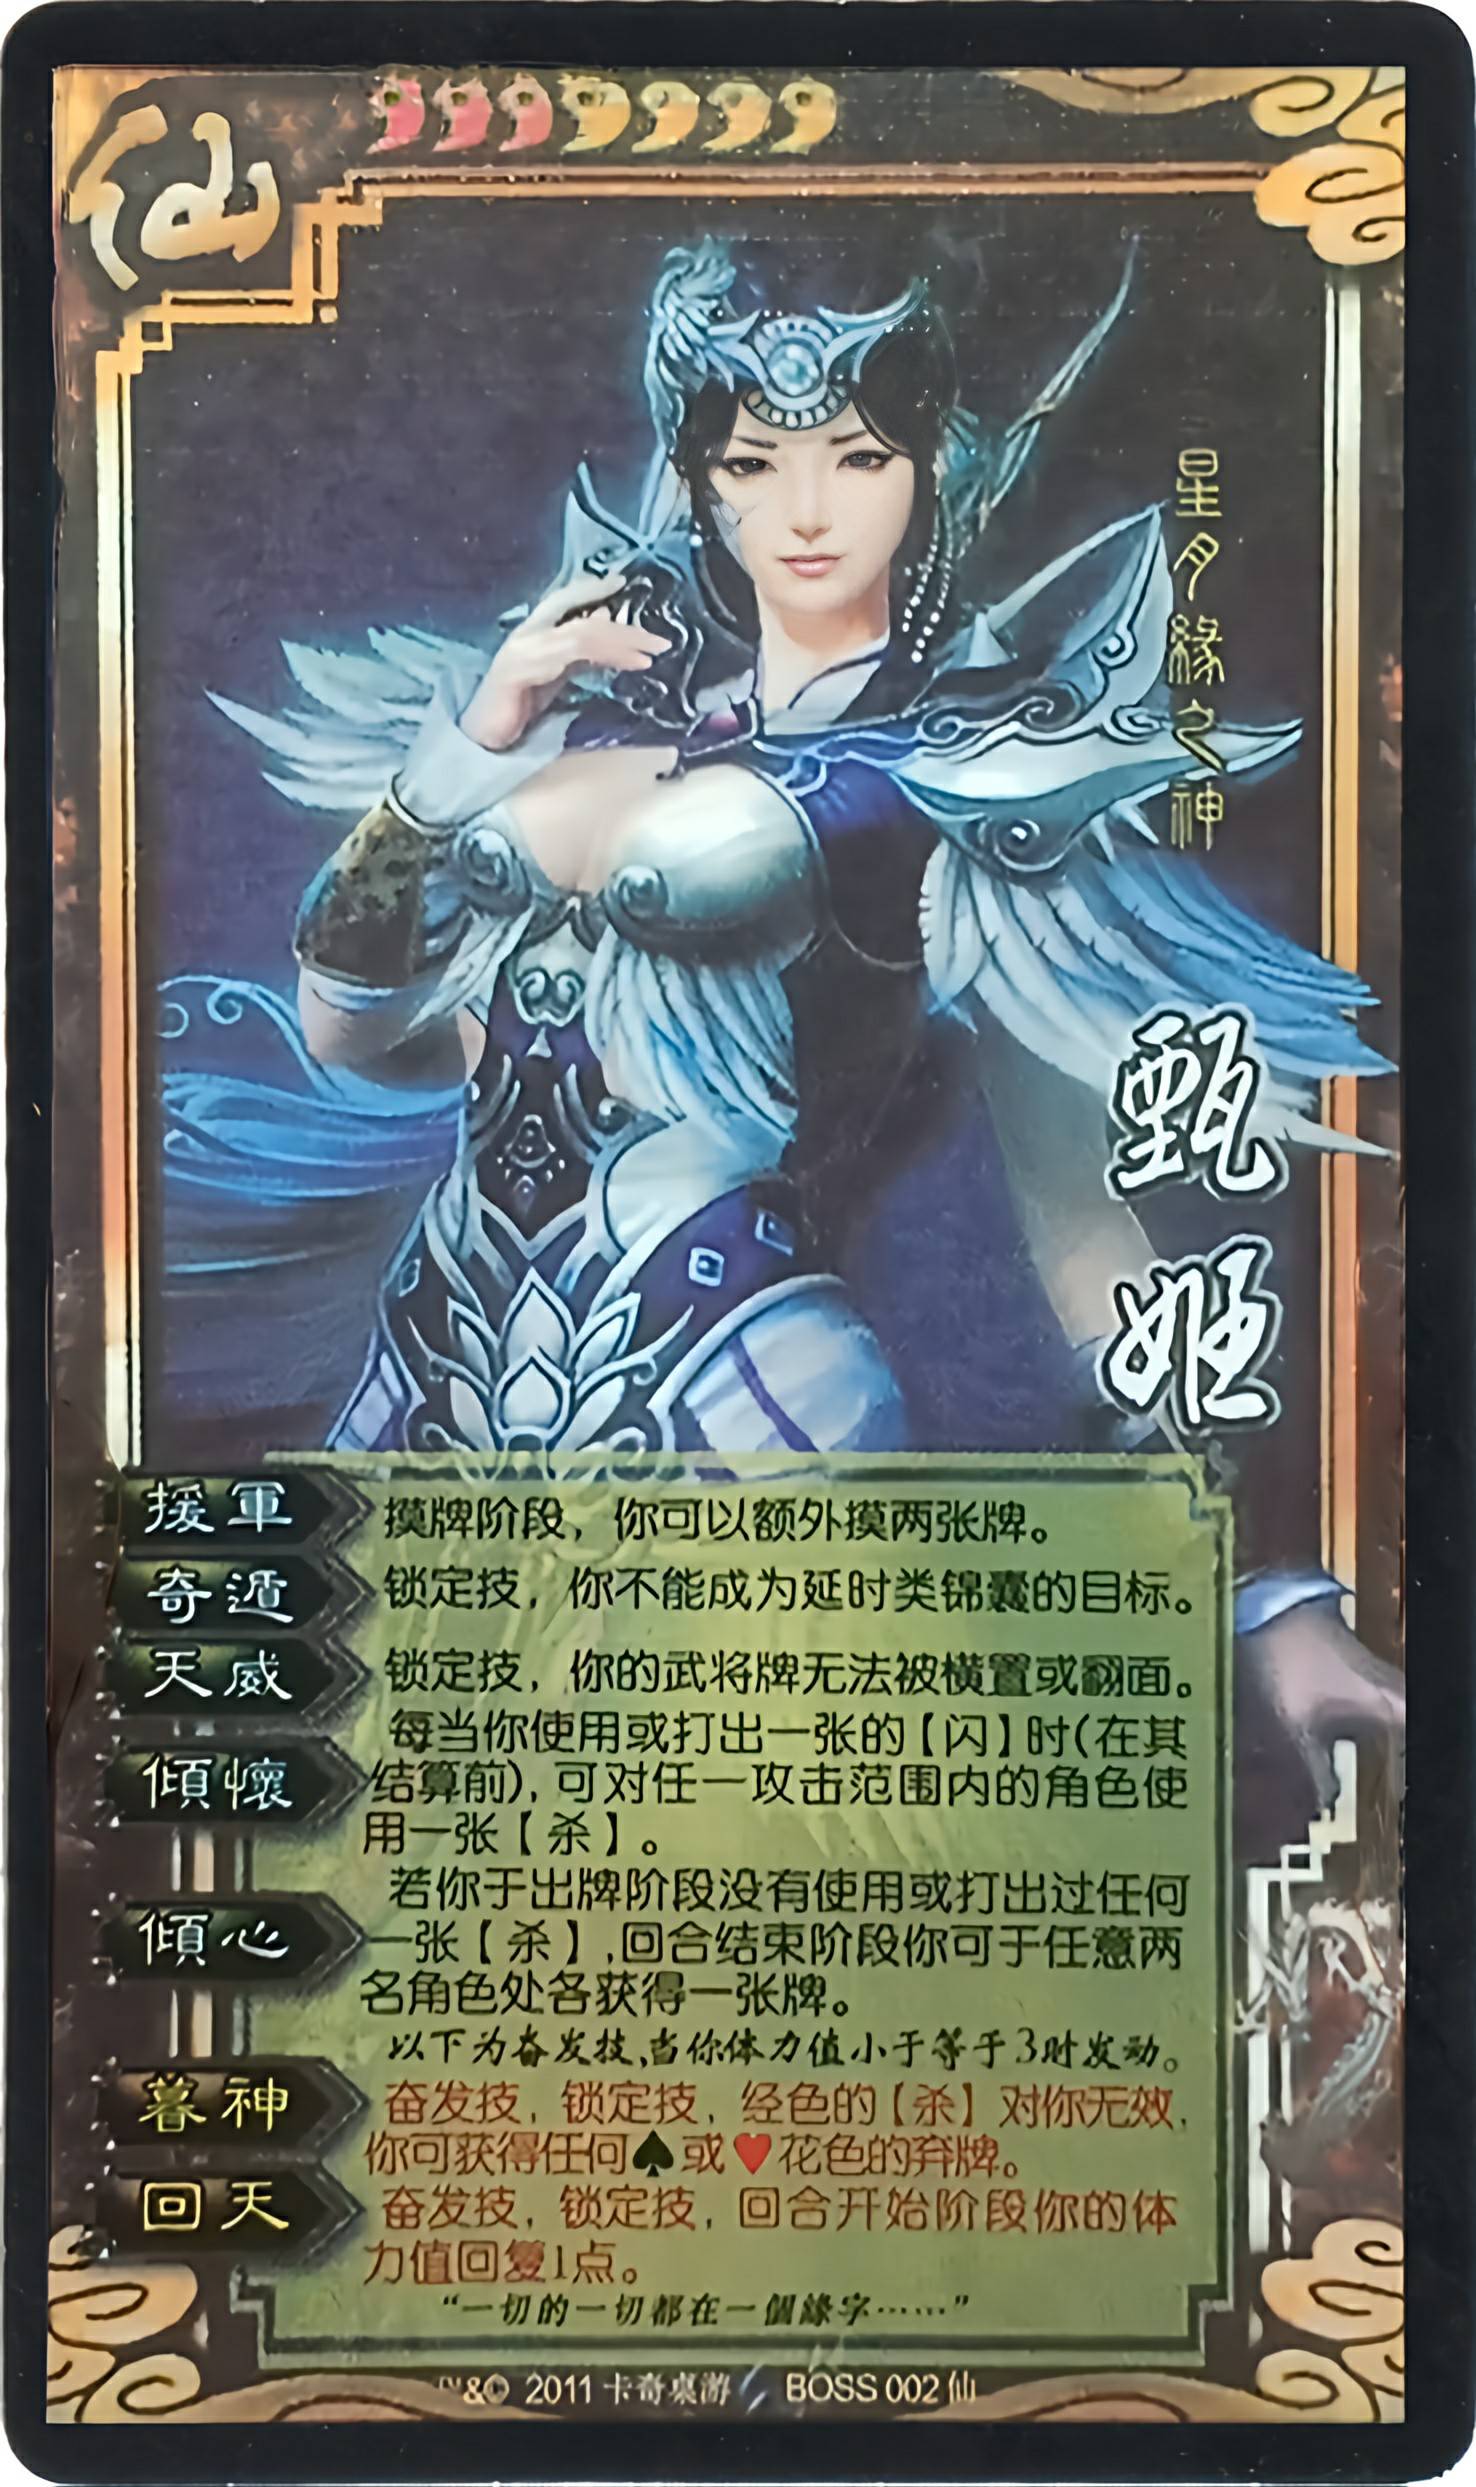 仙
星月緣之神
甄姬
援軍
摸牌阶段，你可以额外摸两张牌。
奇遁
锁定技，你不能成为延时类锦囊的目标。
天威
锁定技，你的武将牌无法被横置或翻面。
傾懷
每当你使用或打出一张的【闪】时(在其
结算前),可对任一攻击范围内的角色使
用一张【杀】。
傾心
若你于出牌阶段没有使用或打出过任何
一张【杀】,回合结束阶段你可于任意两
名角色处各获得一张牌。
以下为奋发技,当你体力值小于等于3时发动。
暮神
奋发技，锁定技，经色的【杀】对你无效,
你可获得任何♠或♥花色的弃牌。
回天
奋发技，锁定技，回合开始阶段你的体
力值回复1点。
“一切的一切都在一個緣字……”
&© 2011 卡奇桌游 BOSS 002 仙